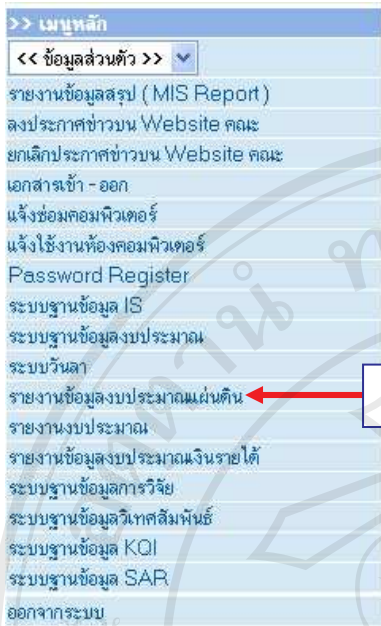 >> เมนูหลัก
<< ข้อมูลส่วนตัว >>
รายงานข้อมูลสรุป ( MIS Report )
ลงประกาศข่าวบน Website คณะ
ยกเลิกประกาศข่าวบน Website คณะ
เอกสารเข้า - ออก
แจ้งซ่อมคอมพิวเตอร์
แจ้งใช้งานห้องคอมพิวเตอร์
Password Register
ระบบฐานข้อมูล IS
ระบบฐานข้อมูลงบประมาณ
ระบบวันลา
รายงานข้อมูลงบประมาณแผ่นดิน
รายงานงบประมาณ
รายงานข้อมูลงบประมาณเงินรายได้
ระบบฐานข้อมูลการวิจัย
ระบบฐานข้อมูลวิเทศสัมพันธ์
ระบบฐานข้อมูล KQI
ระบบฐานข้อมูล SAR
ออกจากระบบ